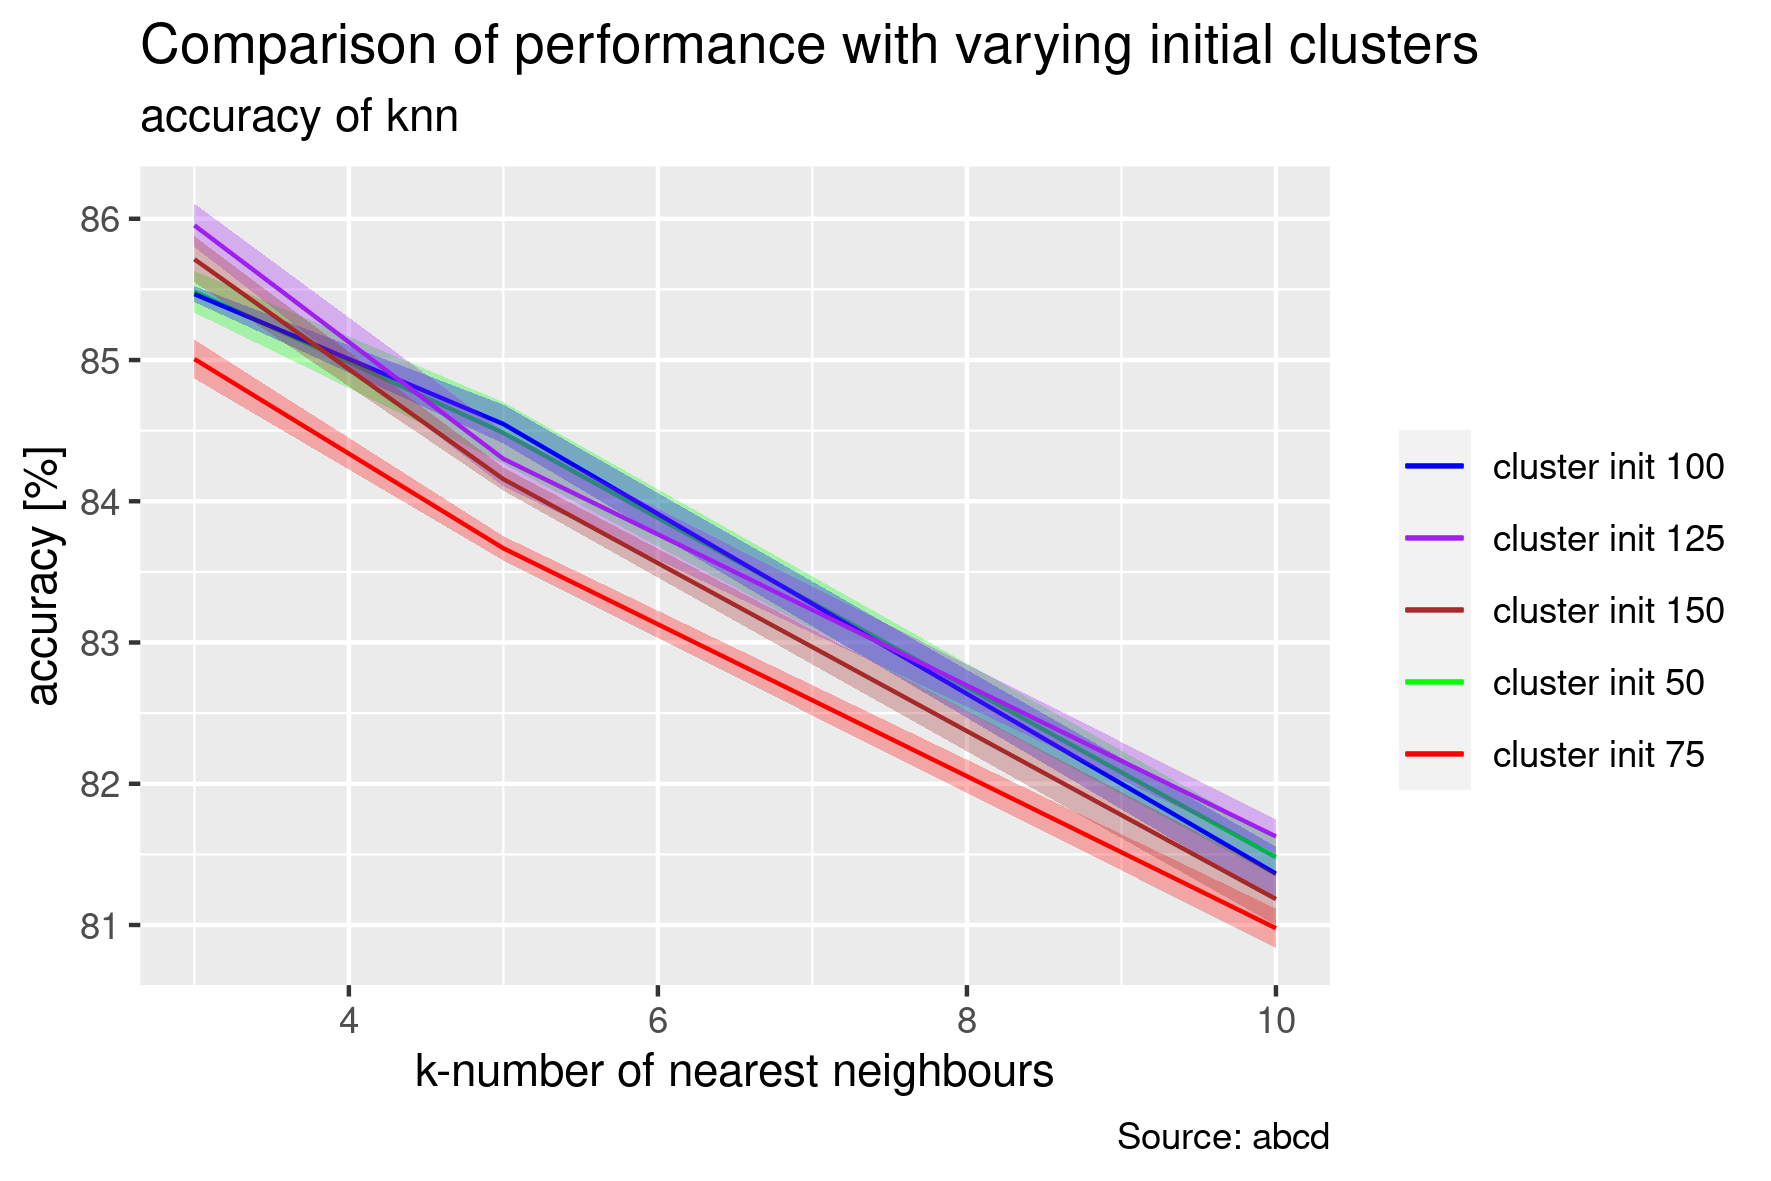 Comparison of performance with varying initial clusters
accuracy of knn
86
85
84
83
82
81
accuracy [%]
4 6 8 10
k-number of nearest neighbours
cluster init 100
cluster init 125
cluster init 150
cluster init 50
cluster init 75
Source: abcd